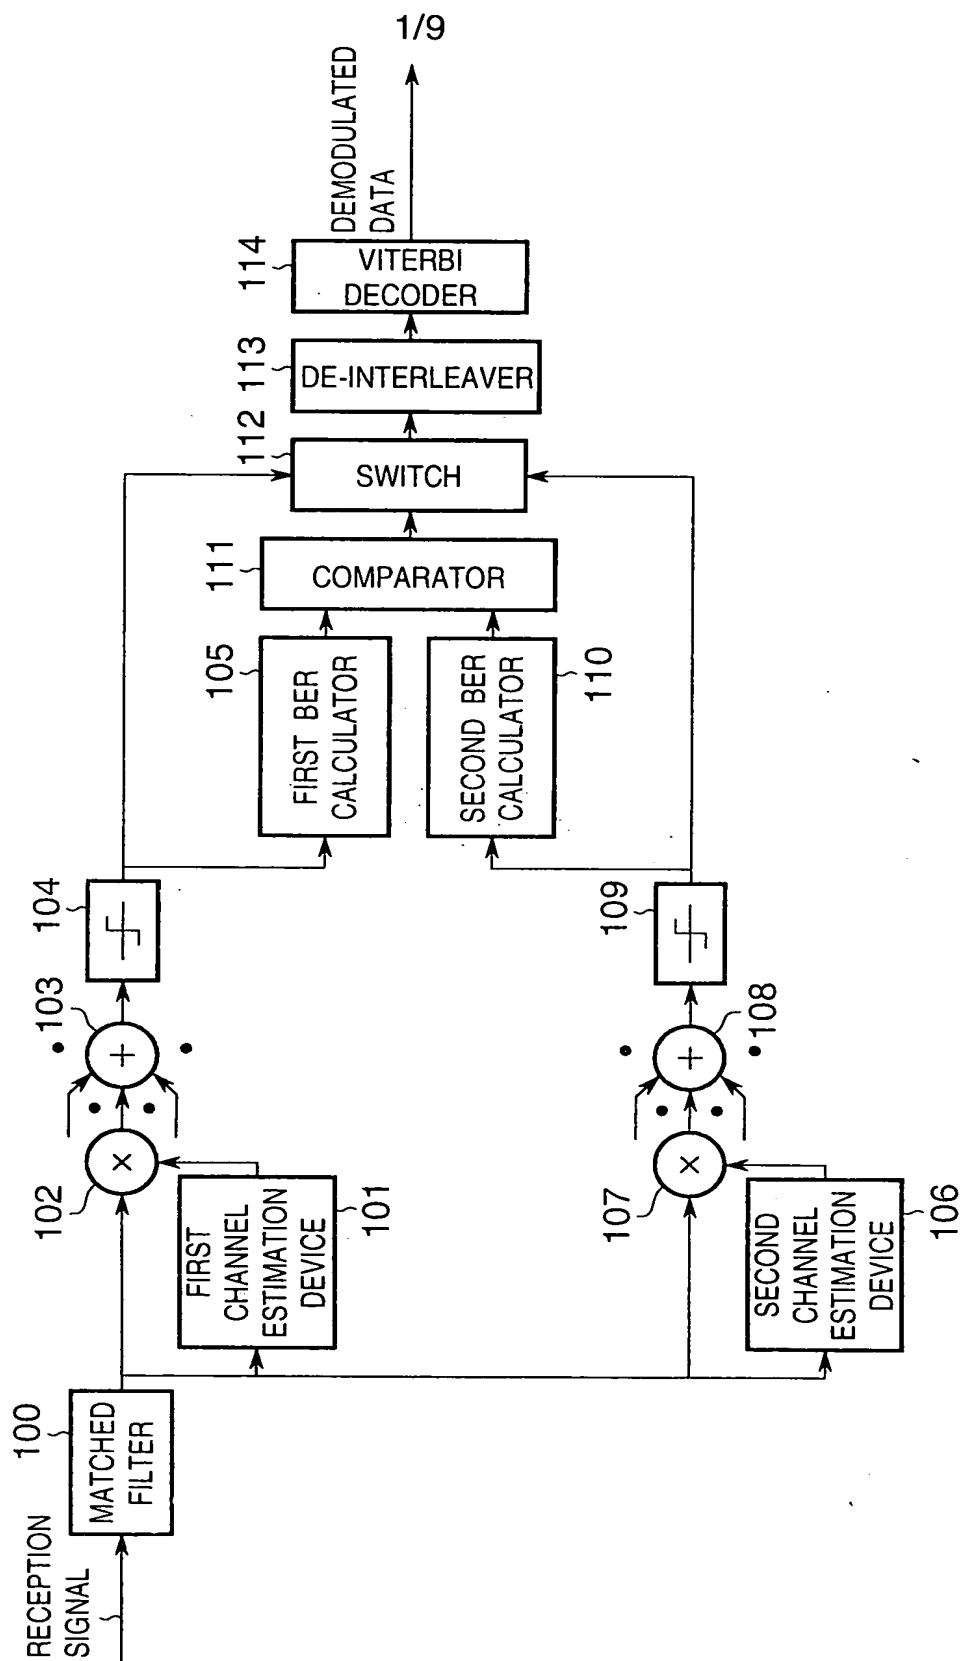 1/9
RECEPTION
SIGNAL
100
MATCHED
FILTER
102
103
104
101
FIRST
CHANNEL
ESTIMATION
DEVICE
107
108
109
106
SECOND
CHANNEL
ESTIMATION
DEVICE
105
FIRST BER
CALCULATOR
110
SECOND BER
CALCULATOR
111
COMPARATOR
112
SWITCH
113
DE-INTERLEAVER
114
VITERBI
DECODER
DEMODULATED
DATA